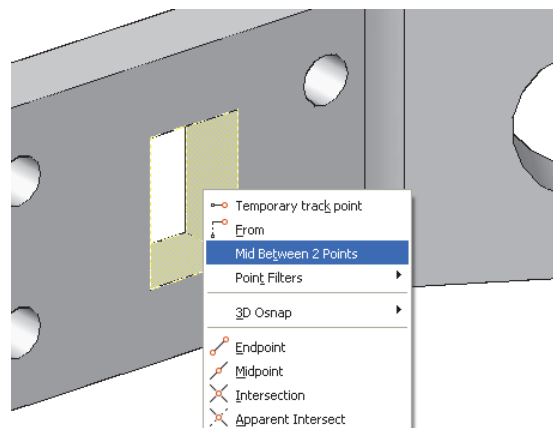 Temporary track point
From
Mid Between 2 Points
Point Filters
3D Osnap
Endpoint
Midpoint
Intersection
Apparent Intersect